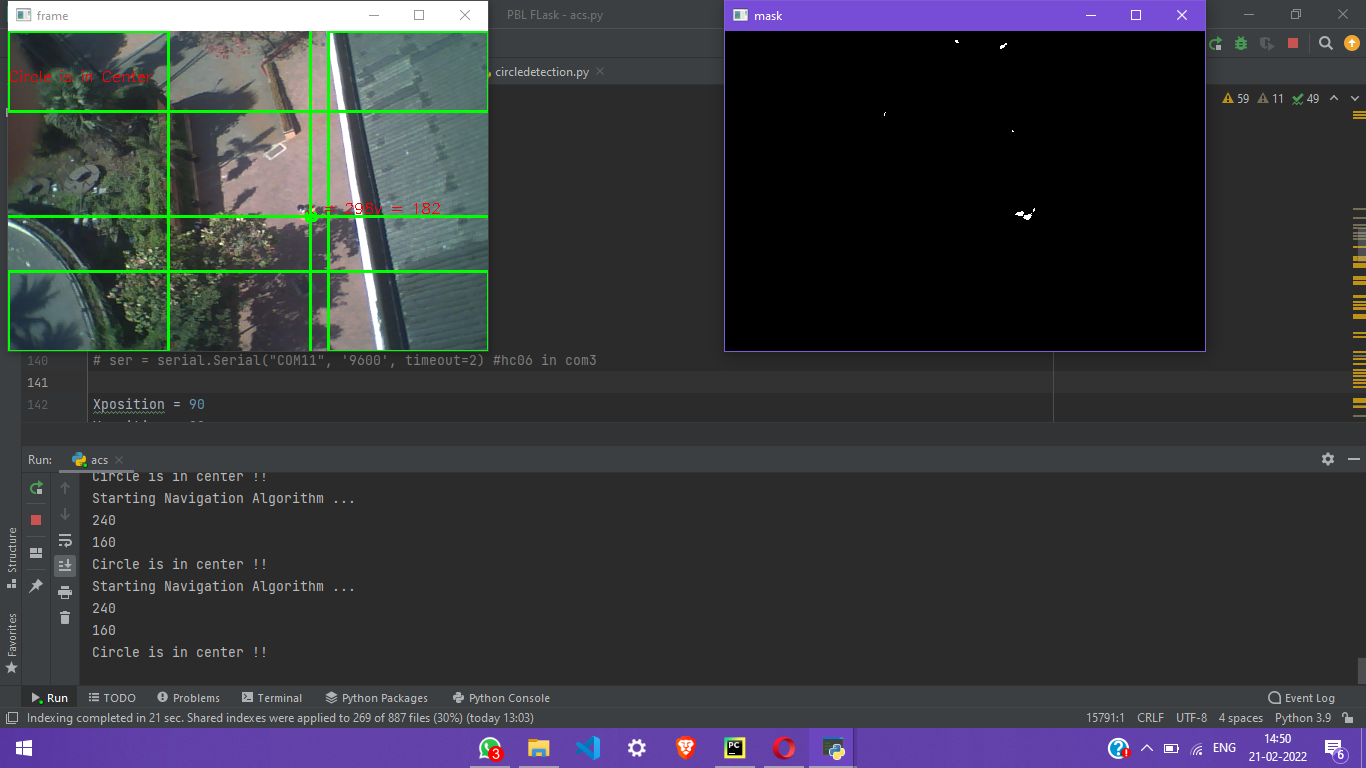 frame
PBL FLask - acs.py
mask
circledetection.py
59
11
49
Circle is in Center
= 182
140
# ser = serial.Serial("COM11", '9600', timeout=2) #hc06 in com3
141
142
Xposition = 90
Run:
acs
Circle is in center !!
Starting Navigation Algorithm ...
240
160
Circle is in center !!
Starting Navigation Algorithm ...
240
160
Circle is in center !!
Structure
Favorites
Run
TODO
Problems
Terminal
Python Packages
Python Console
Event Log
Indexing completed in 21 sec. Shared indexes were applied to 269 of 887 files (30%) (today 13:03)
15791:1
CRLF
UTF-8
4 spaces
Python 3.9
3
PC
ENG
14:50
21-02-2022
6